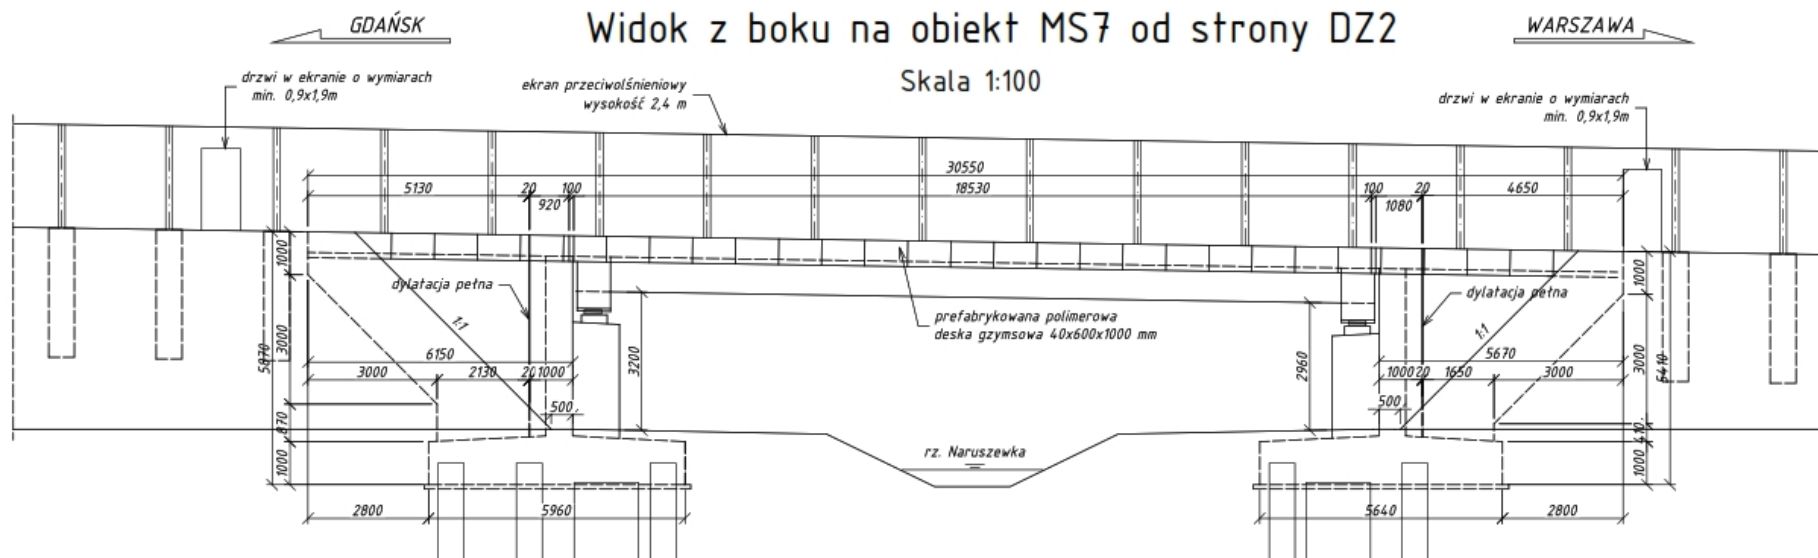 GDAŃSK
Widok z boku na obiekt MS7 od strony DZ2
WARSZAWA
Skala 1:100
drzwi w ekranie o wymiarach
min. 0,9x1,9m
ekran przeciwolśnieniowy
wysokość 2,4 m
drzwi w ekranie o wymiarach
min. 0,9x1,9m
30550
5130
20
100
18530
100
20
4650
920
1080
1000
1000
dylatacja pełna
dylatacja pełna
1:1
1:1
prefabrykowana polimerowa
deska gzymsowa 40x600x1000 mm
5870
3000
3200
2960
3000
5410
6150
5670
3000
2130
20
1000
1000
20
1650
3000
500
500
870
410
rz. Naruszewka
1000
1000
2800
5960
5640
2800